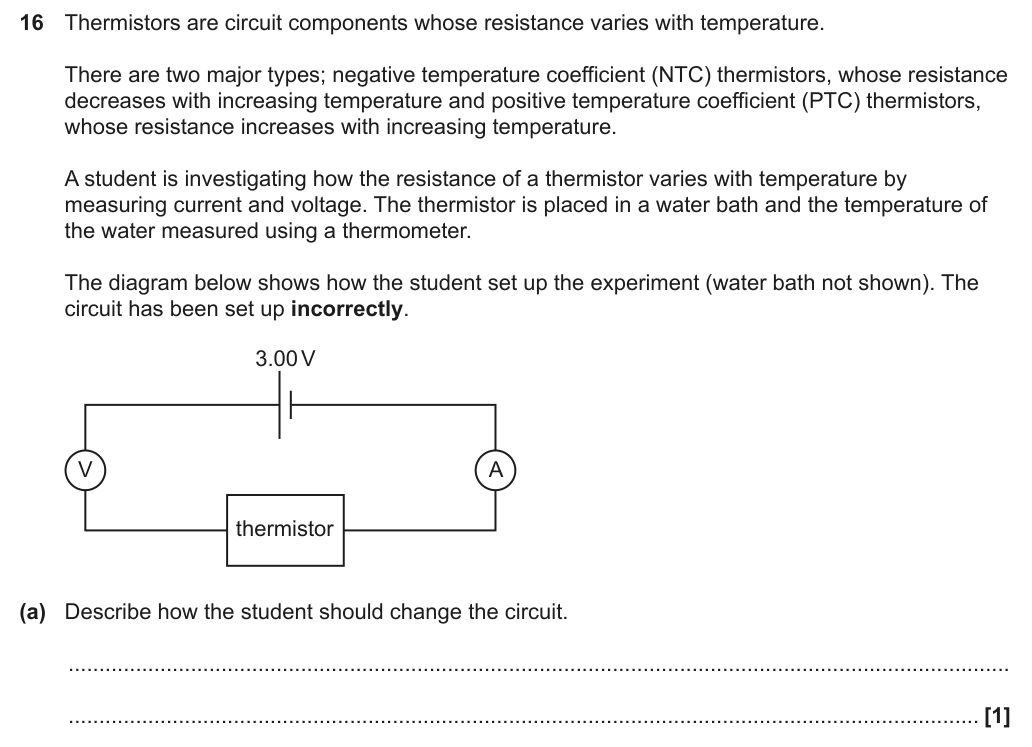 16 Thermistors are circuit components whose resistance varies with temperature.
There are two major types; negative temperature coefficient (NTC) thermistors, whose resistance
decreases with increasing temperature and positive temperature coefficient (PTC) thermistors,
whose resistance increases with increasing temperature.
A student is investigating how the resistance of a thermistor varies with temperature by
measuring current and voltage. The thermistor is placed in a water bath and the temperature of
the water measured using a thermometer.
The diagram below shows how the student set up the experiment (water bath not shown). The
circuit has been set up incorrectly.
3.00 V
V
A
thermistor
(a) Describe how the student should change the circuit.
[1]